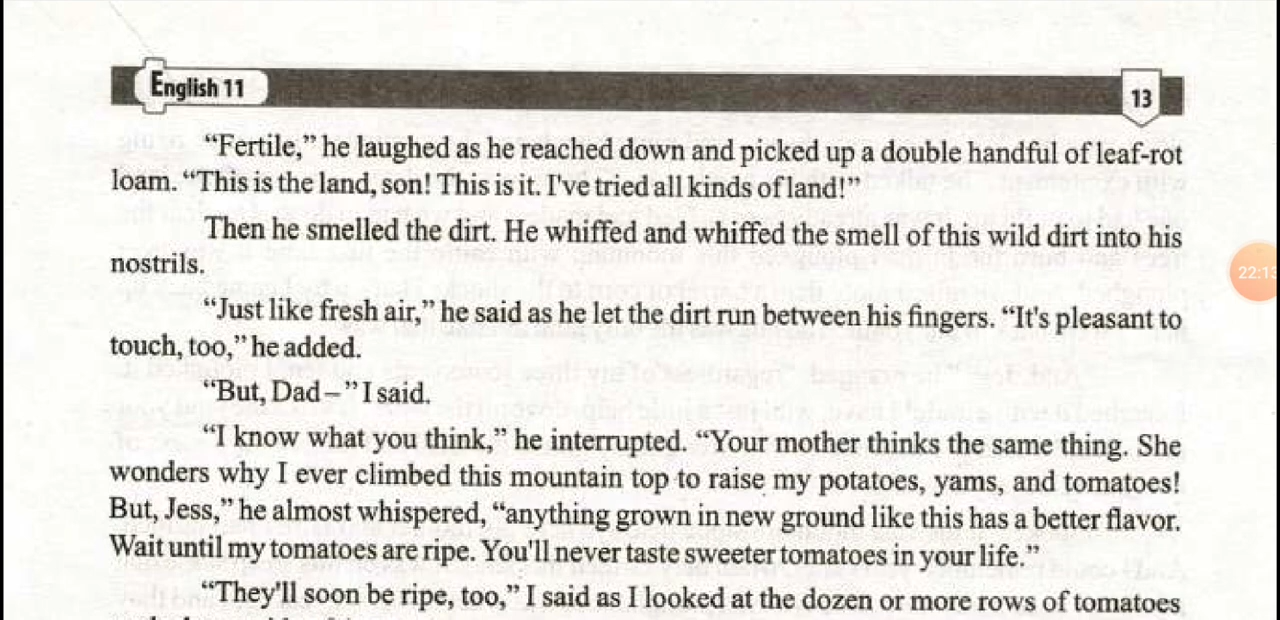 English 11
13
“Fertile,” he laughed as he reached down and picked up a double handful of leaf-rot
loam. “This is the land, son! This is it. I've tried all kinds of land!”
Then he smelled the dirt. He whiffed and whiffed the smell of this wild dirt into his
nostrils.
“Just like fresh air,” he said as he let the dirt run between his fingers. “It's pleasant to
touch, too,” he added.
“But, Dad – ” I said.
“I know what you think,” he interrupted. “Your mother thinks the same thing. She
wonders why I ever climbed this mountain top to raise my potatoes, yams, and tomatoes!
But, Jess,” he almost whispered, “anything grown in new ground like this has a better flavor.
Wait until my tomatoes are ripe. You'll never taste sweeter tomatoes in your life.”
“They'll soon be ripe, too,” I said as I looked at the dozen or more rows of tomatoes